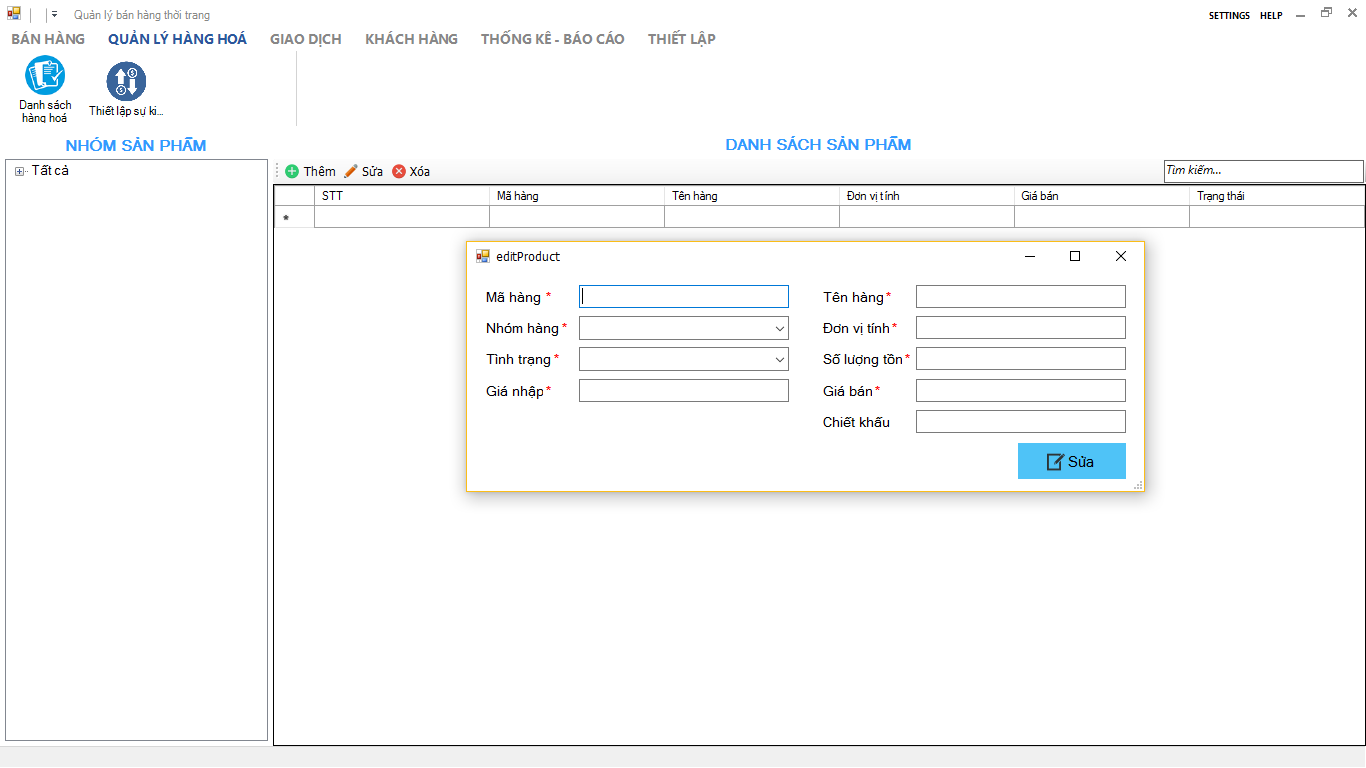 Quản lý bán hàng thời trang
SETTINGS HELP
BÁN HÀNG QUẢN LÝ HÀNG HOÁ GIAO DỊCH KHÁCH HÀNG THỐNG KÊ - BÁO CÁO THIẾT LẬP
Danh sách
hàng hoá
Thiết lập sự ki...
NHÓM SẢN PHẨM
DANH SÁCH SẢN PHẨM
Tất cả
Thêm Sửa Xóa
Tìm kiếm...
STT Mã hàng Tên hàng Đơn vị tính Giá bán Trạng thái
*
editProduct
Mã hàng * Tên hàng *
Nhóm hàng * Đơn vị tính *
Tình trạng * Số lượng tồn *
Giá nhập * Giá bán *
Chiết khấu
Sửa